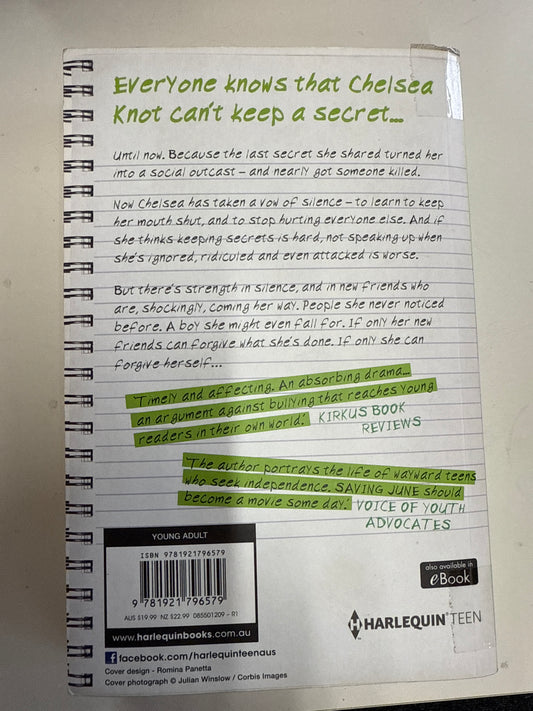 Everyone knows that Chelsea
Knot can't keep a secret...
Until now. Because the last secret she shared turned her
into a social outcast – and nearly got someone killed.
Now Chelsea has taken a vow of silence – to learn to keep
her mouth shut, and to stop hurting everyone else. And if
she thinks keeping secrets is hard, not speaking up when
she's ignored, ridiculed and even attacked is worse.
But there's strength in silence, and in new friends who
are, shockingly, coming her way. People she never noticed
before. A boy she might even fall for. If only her new
friends can forgive what she's done. If only she can
forgive herself...
'Timely and affecting. An absorbing drama...
an argument against bullying that reaches young
readers in their own world.' KIRKUS BOOK
REVIEWS
'The author portrays the life of wayward teens
who seek independence. SAVING JUNE should
become a movie some day.' VOICE OF YOUTH
ADVOCATES
YOUNG ADULT
ISBN 9781921796579
9 781921 796579
AUS $19.99 NZ $22.99 085501209 – R1
www.harlequinbooks.com.au
also available in
eBook
HARLEQUIN® TEEN
facebook.com/harlequinteenaus
Cover design - Romina Panetta
Cover photograph © Julian Winslow / Corbis Images